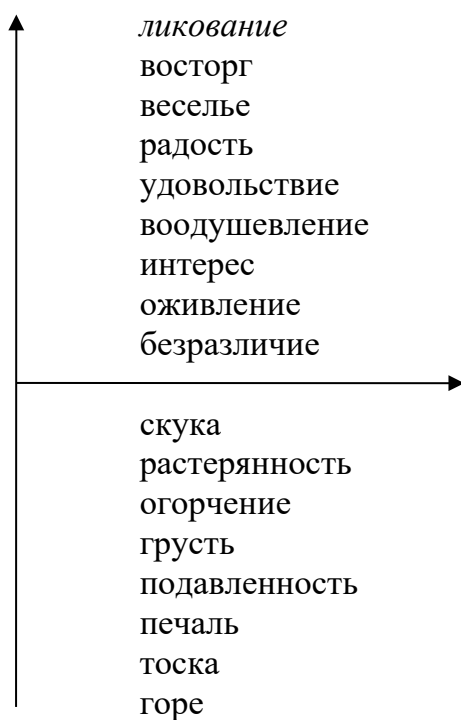 ликование
восторг
веселье
радость
удовольствие
воодушевление
интерес
оживление
безразличие
скука
растерянность
огорчение
грусть
подавленность
печаль
тоска
горе